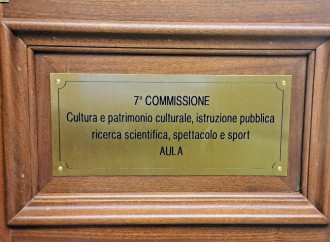 7ª COMMISSIONE
Cultura e patrimonio culturale, istruzione pubblica
ricerca scientifica, spettacolo e sport
AULA